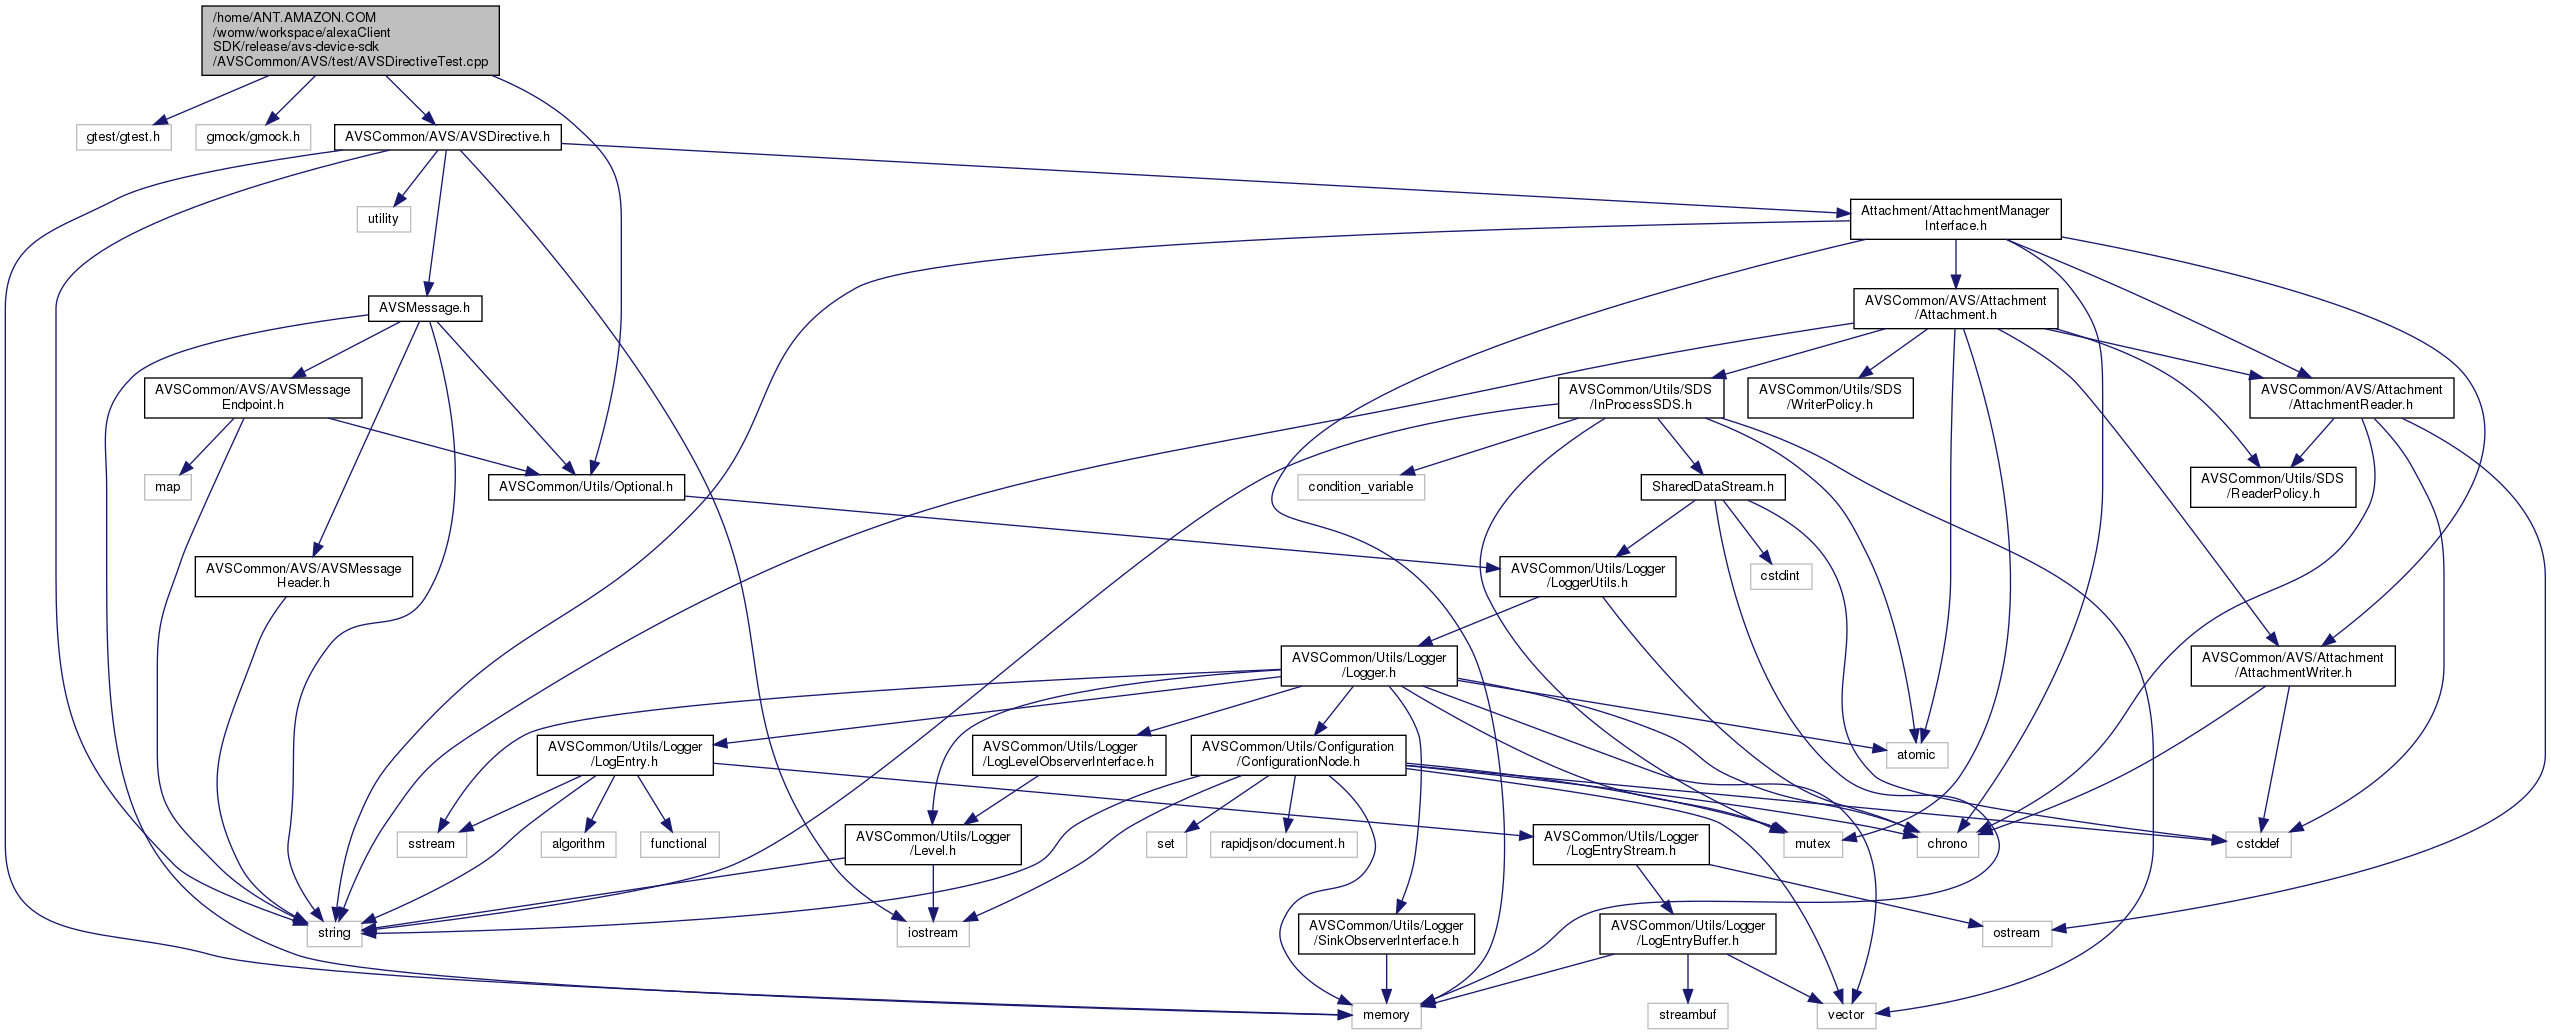 /home/ANT.AMAZON.COM
/womw/workspace/alexaClient
SDK/release/avs-device-sdk
/AVSCommon/AVS/test/AVSDirectiveTest.cpp
gtest/gtest.h
gmock/gmock.h
AVSCommon/AVS/AVSDirective.h
utility
Attachment/AttachmentManager
Interface.h
AVSMessage.h
AVSCommon/AVS/Attachment
/Attachment.h
AVSCommon/AVS/AVSMessage
Endpoint.h
AVSCommon/Utils/SDS
/InProcessSDS.h
AVSCommon/Utils/SDS
/WriterPolicy.h
AVSCommon/AVS/Attachment
/AttachmentReader.h
map
AVSCommon/Utils/Optional.h
condition_variable
SharedDataStream.h
AVSCommon/Utils/SDS
/ReaderPolicy.h
AVSCommon/AVS/AVSMessage
Header.h
AVSCommon/Utils/Logger
/LoggerUtils.h
cstdint
AVSCommon/Utils/Logger
/Logger.h
AVSCommon/AVS/Attachment
/AttachmentWriter.h
AVSCommon/Utils/Logger
/LogEntry.h
AVSCommon/Utils/Logger
/LogLevelObserverInterface.h
AVSCommon/Utils/Configuration
/ConfigurationNode.h
atomic
sstream
algorithm
functional
AVSCommon/Utils/Logger
/Level.h
set
rapidjson/document.h
AVSCommon/Utils/Logger
/LogEntryStream.h
mutex
chrono
cstddef
string
iostream
AVSCommon/Utils/Logger
/SinkObserverInterface.h
AVSCommon/Utils/Logger
/LogEntryBuffer.h
ostream
memory
streambuf
vector